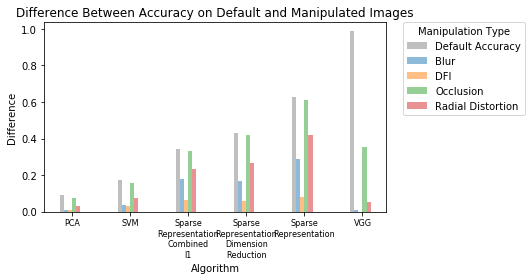 Difference Between Accuracy on Default and Manipulated Images
Manipulation Type
Default Accuracy
Blur
DFI
Occlusion
Radial Distortion
Difference
1.0
0.8
0.6
0.4
0.2
0.0
PCA
SVM
Sparse
Representation
Combined
l1
Sparse
Representation
Dimension
Reduction
Sparse
Representation
VGG
Algorithm